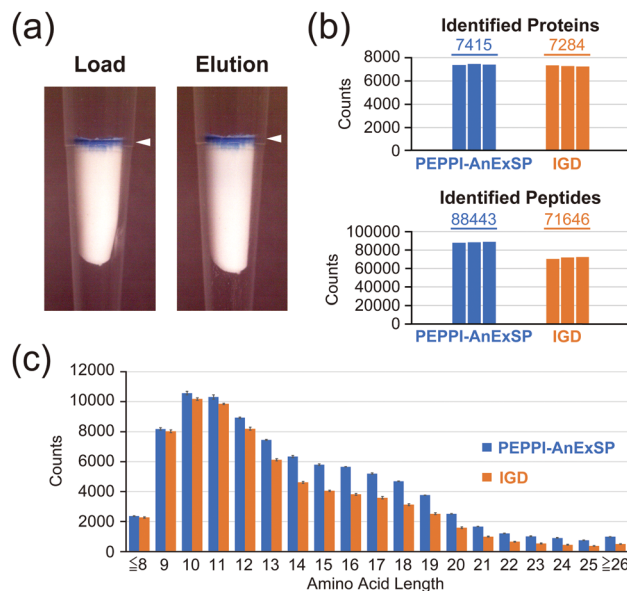 (a)
Load
Elution
(b)
Identified Proteins
7415
7284
8000
6000
4000
2000
0
Counts
PEPPI-AnExSP
IGD
Identified Peptides
88443
71646
100000
80000
60000
40000
20000
0
Counts
PEPPI-AnExSP
IGD
(c)
12000
10000
8000
6000
4000
2000
0
Counts
PEPPI-AnExSP
IGD
≦8 9 10 11 12 13 14 15 16 17 18 19 20 21 22 23 24 25 ≧26
Amino Acid Length